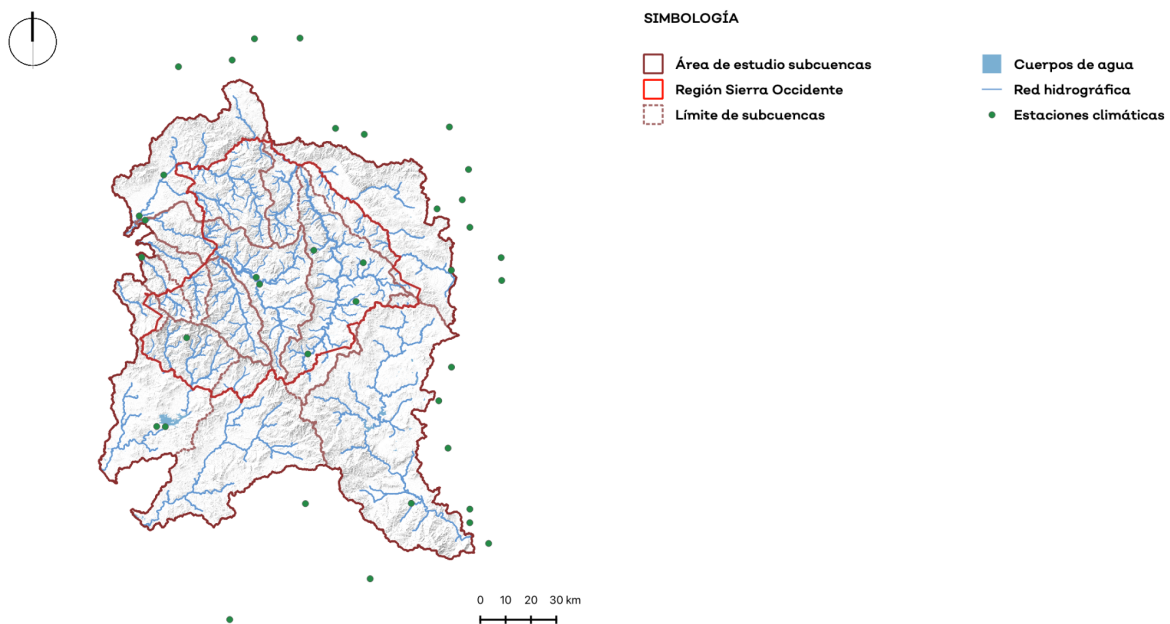 SIMBOLOGÍA
Área de estudio subcuencas
Región Sierra Occidente
Límite de subcuencas
Cuerpos de agua
Red hidrográfica
Estaciones climáticas
0 10 20 30 km